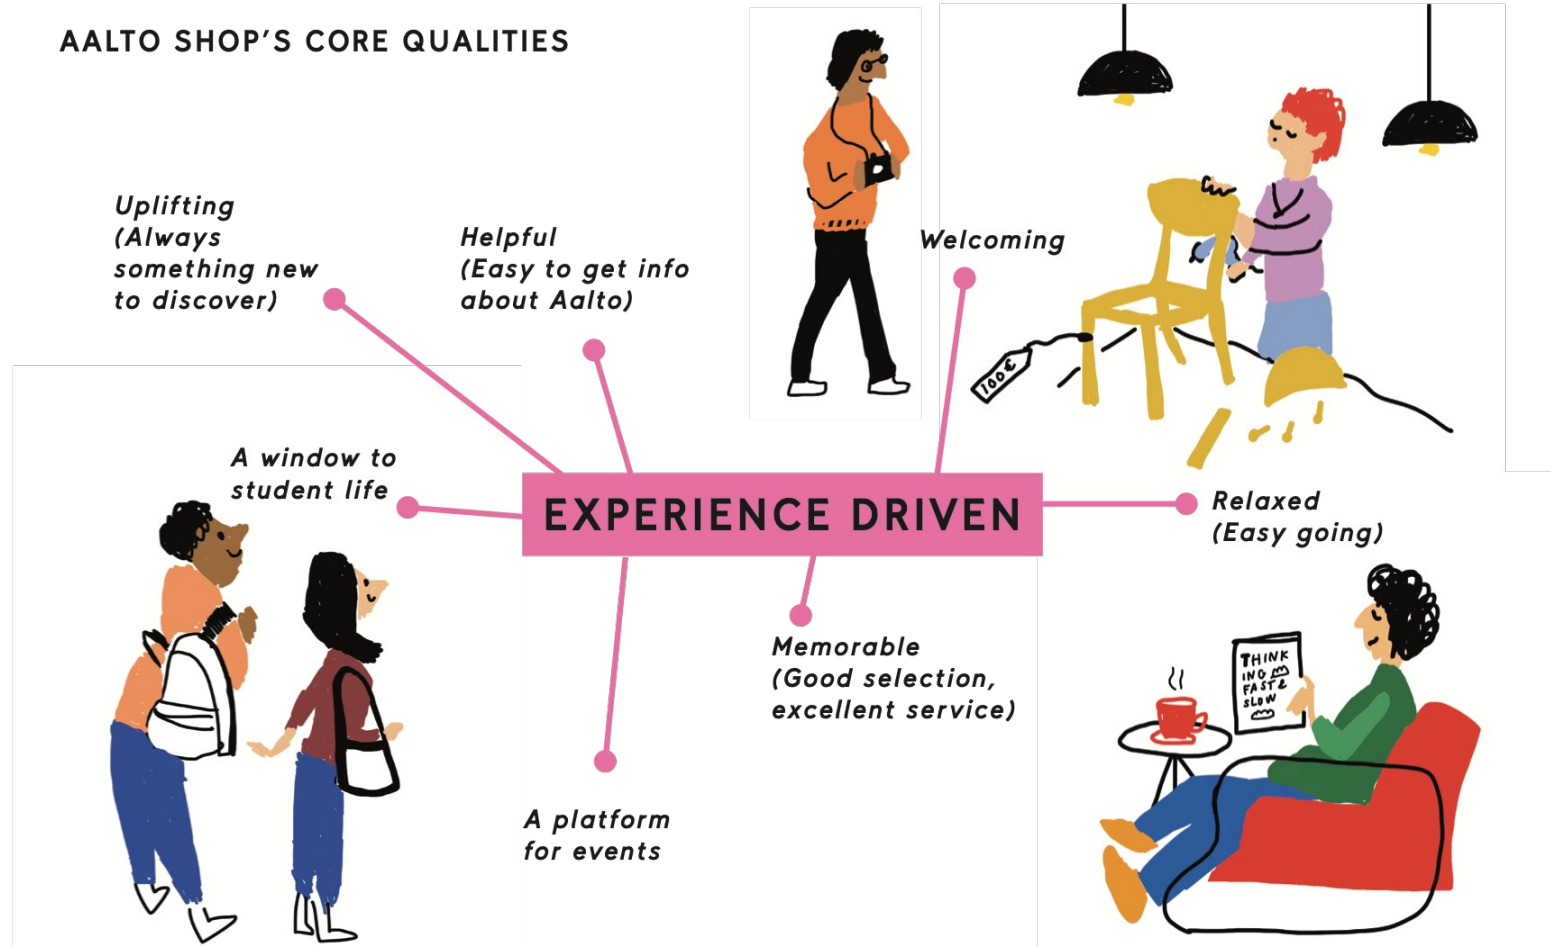 AALTO SHOP'S CORE QUALITIES
Uplifting
(Always
something new
to discover)
Helpful
(Easy to get info
about Aalto)
Welcoming
100€
A window to
student life
EXPERIENCE DRIVEN
Relaxed
(Easy going)
Memorable
(Good selection,
excellent service)
THINK
ING
FAST &
SLOW
A platform
for events